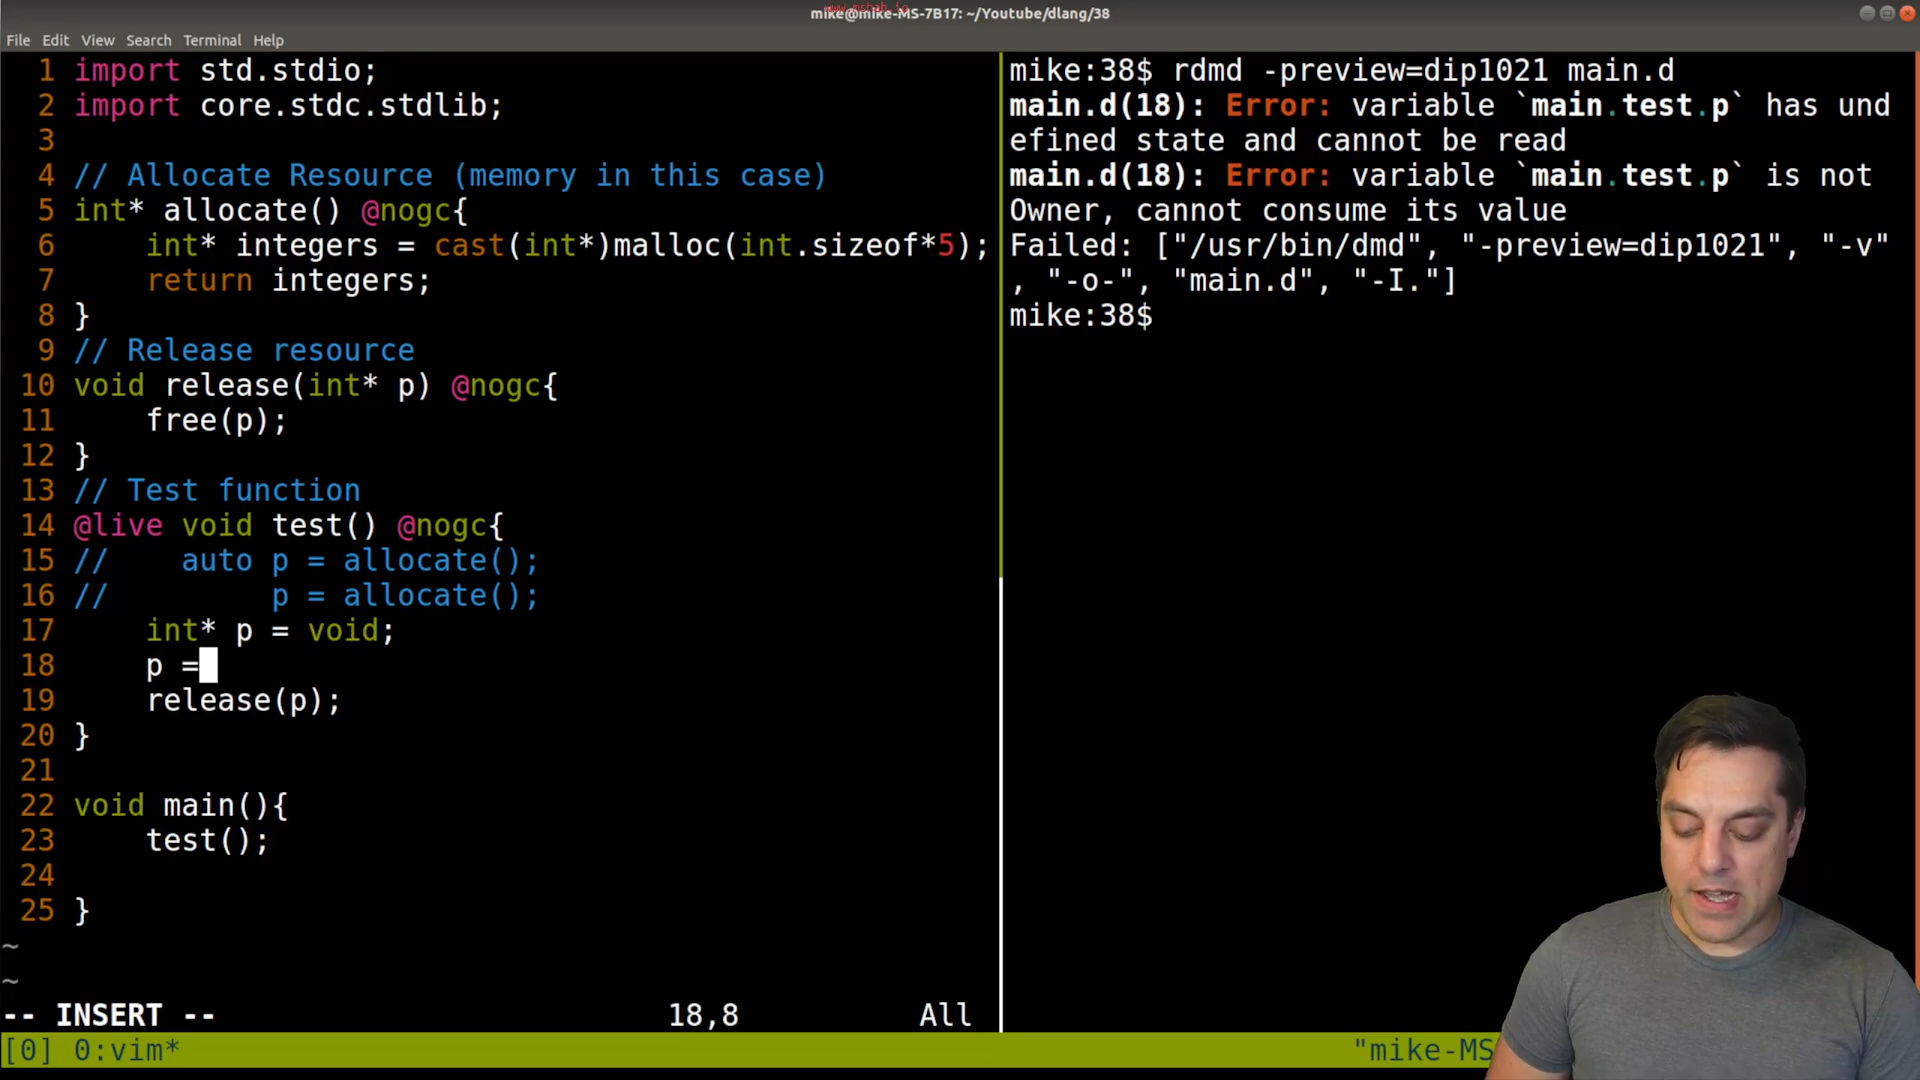 www.mshah.io
mike@mike-MS-7B17: ~/Youtube/dlang/38
File Edit View Search Terminal Help
1 import std.stdio;
2 import core.stdc.stdlib;
3
4 // Allocate Resource (memory in this case)
5 int* allocate() @nogc{
6 int* integers = cast(int*)malloc(int.sizeof*5);
7 return integers;
8 }
9 // Release resource
10 void release(int* p) @nogc{
11 free(p);
12 }
13 // Test function
14 @live void test() @nogc{
15 // auto p = allocate();
16 // p = allocate();
17 int* p = void;
18 p =
19 release(p);
20 }
21
22 void main(){
23 test();
24
25 }
~
~
-- INSERT -- 18,8 All
mike:38$ rdmd -preview=dip1021 main.d
main.d(18): Error: variable `main.test.p` has und
efined state and cannot be read
main.d(18): Error: variable `main.test.p` is not
Owner, cannot consume its value
Failed: ["/usr/bin/dmd", "-preview=dip1021", "-v"
, "-o-", "main.d", "-I."]
mike:38$
[0] 0:vim* "mike-MS